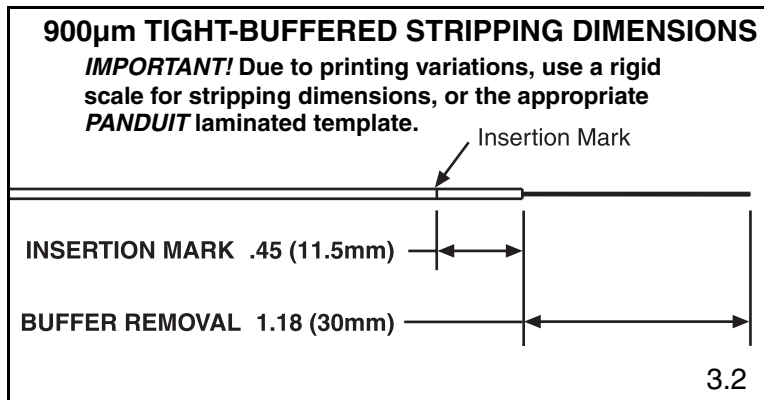 900µm TIGHT-BUFFERED STRIPPING DIMENSIONS
IMPORTANT! Due to printing variations, use a rigid
scale for stripping dimensions, or the appropriate
PANDUIT laminated template.
Insertion Mark
INSERTION MARK .45 (11.5mm)
BUFFER REMOVAL 1.18 (30mm)
3.2